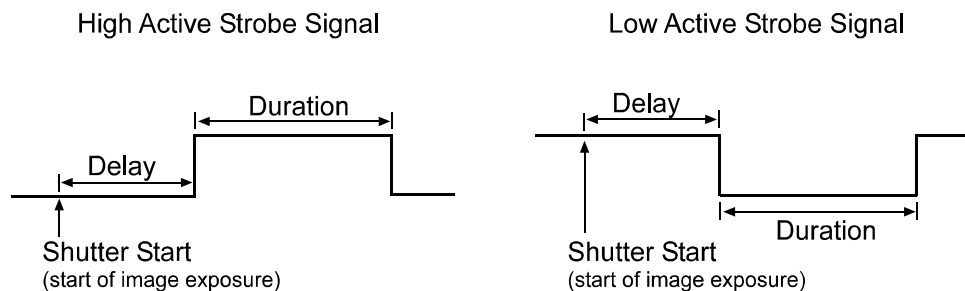 High Active Strobe Signal
Duration
Delay
Shutter Start
(start of image exposure)
Low Active Strobe Signal
Delay
Duration
Shutter Start
(start of image exposure)